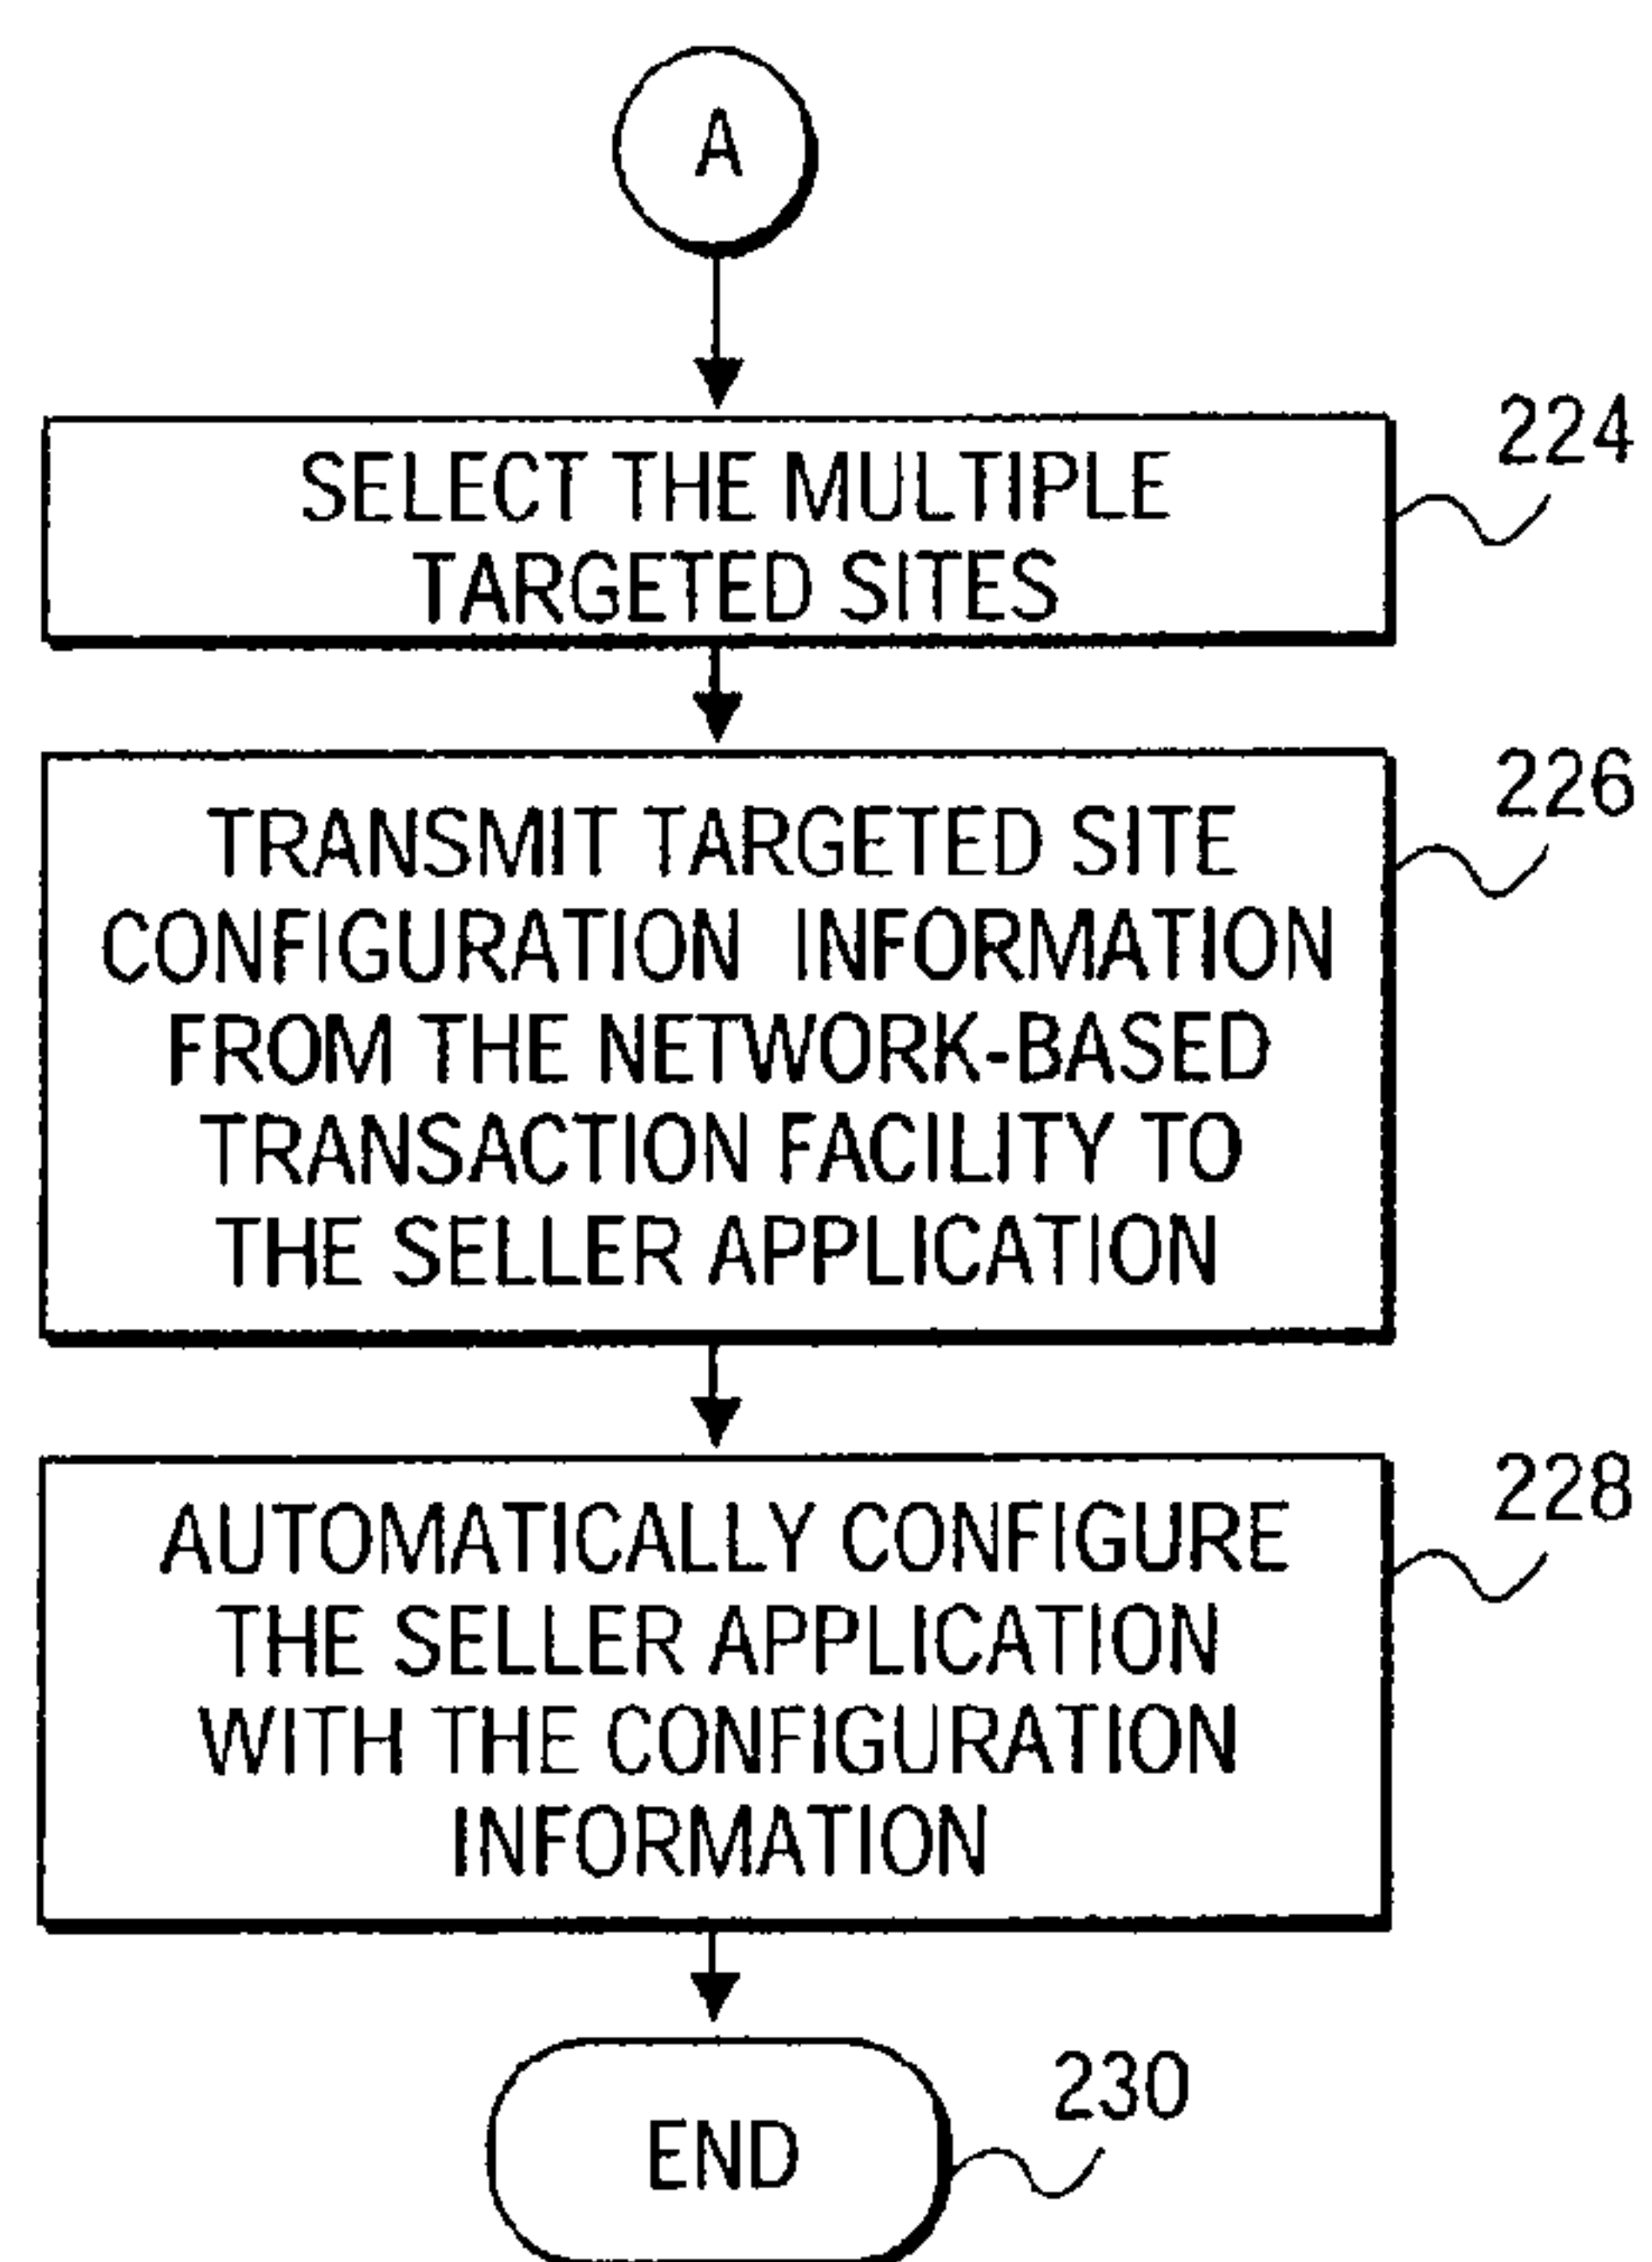 A
224
SELECT THE MULTIPLE
TARGETED SITES
226
TRANSMIT TARGETED SITE
CONFIGURATION INFORMATION
FROM THE NETWORK-BASED
TRANSACTION FACILITY TO
THE SELLER APPLICATION
228
AUTOMATICALLY CONFIGURE
THE SELLER APPLICATION
WITH THE CONFIGURATION
INFORMATION
230
END